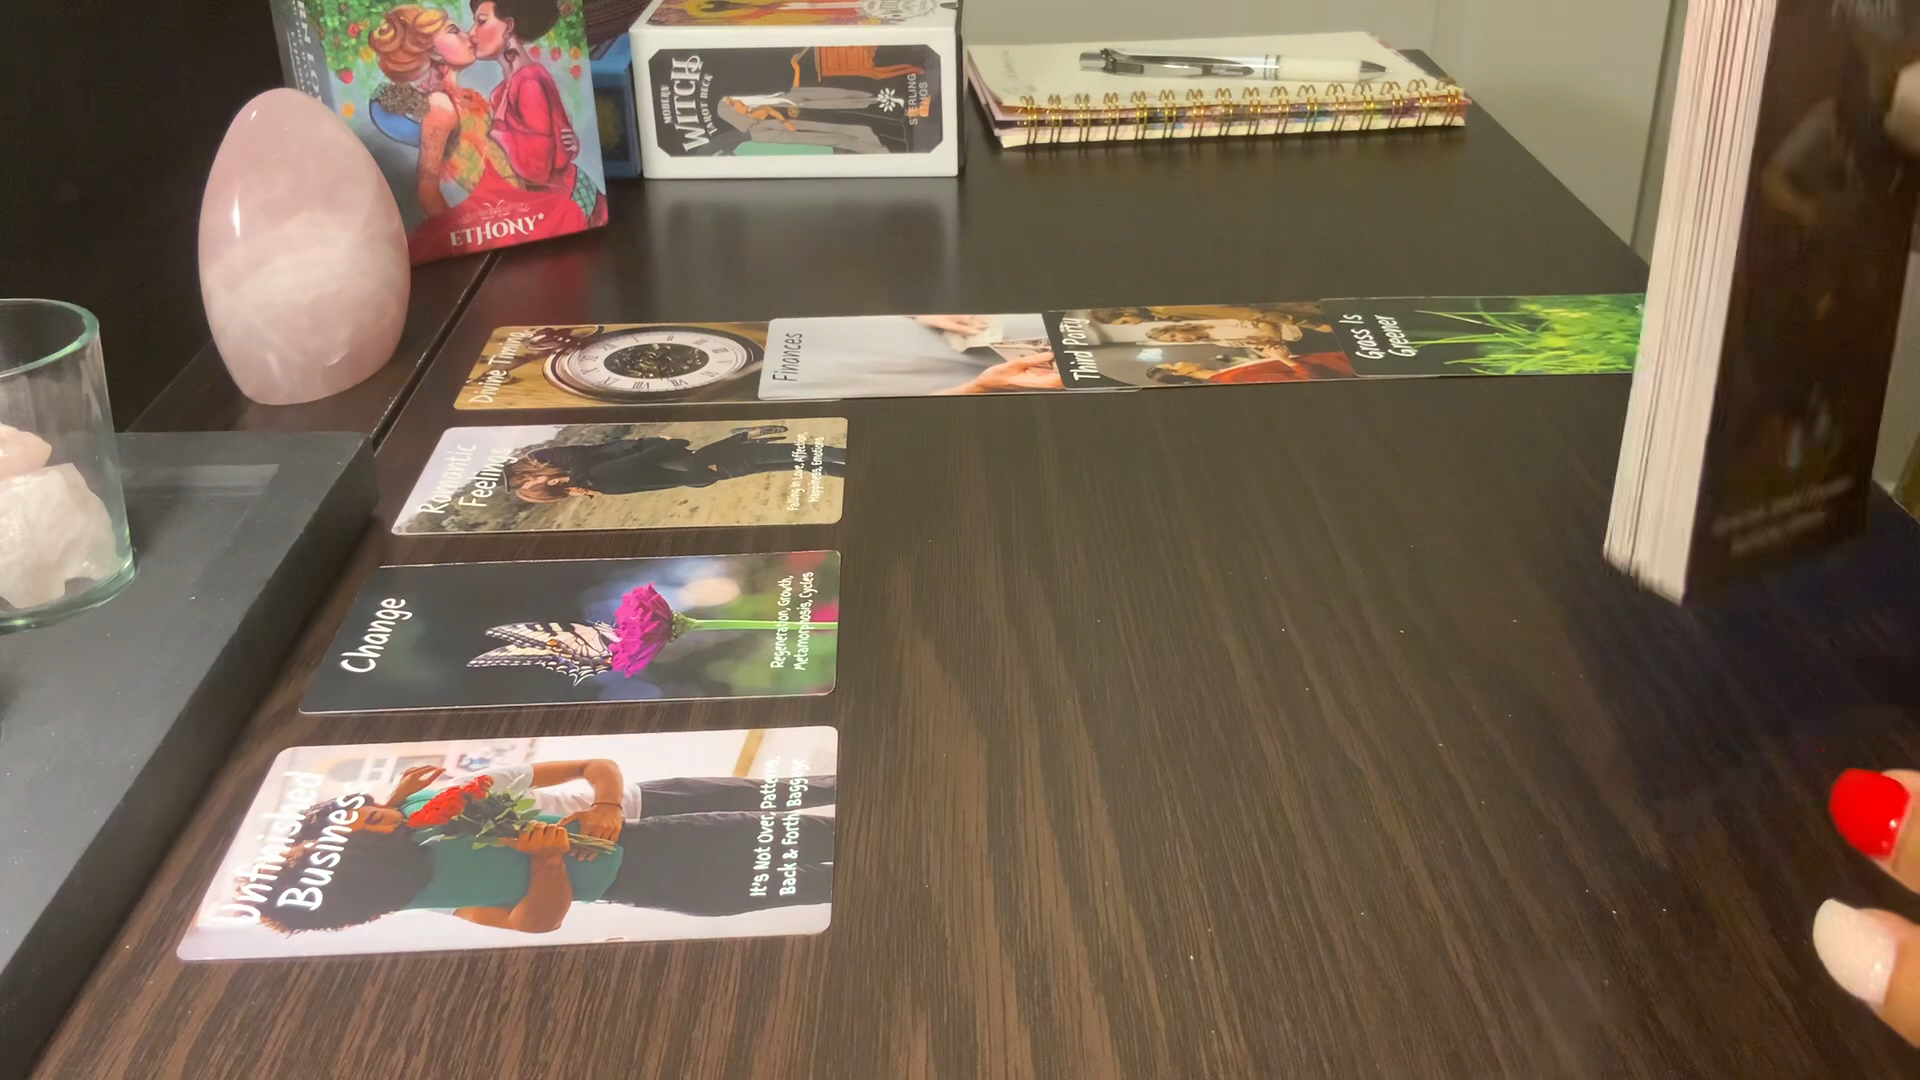 ETHONY
MODERN
WITCH
TAROT DECK
STERLING
ETHOS
Divine Timing
Finances
Third Party
Grass Is
Greener
Romantic
Feelings
Falling In Love, Affection,
Happiness, Emotions
Change
Regeneration, Growth,
Metamorphosis, Cycles
Unfinished
Business
It's Not Over, Patterns,
Back & Forth, Baggage